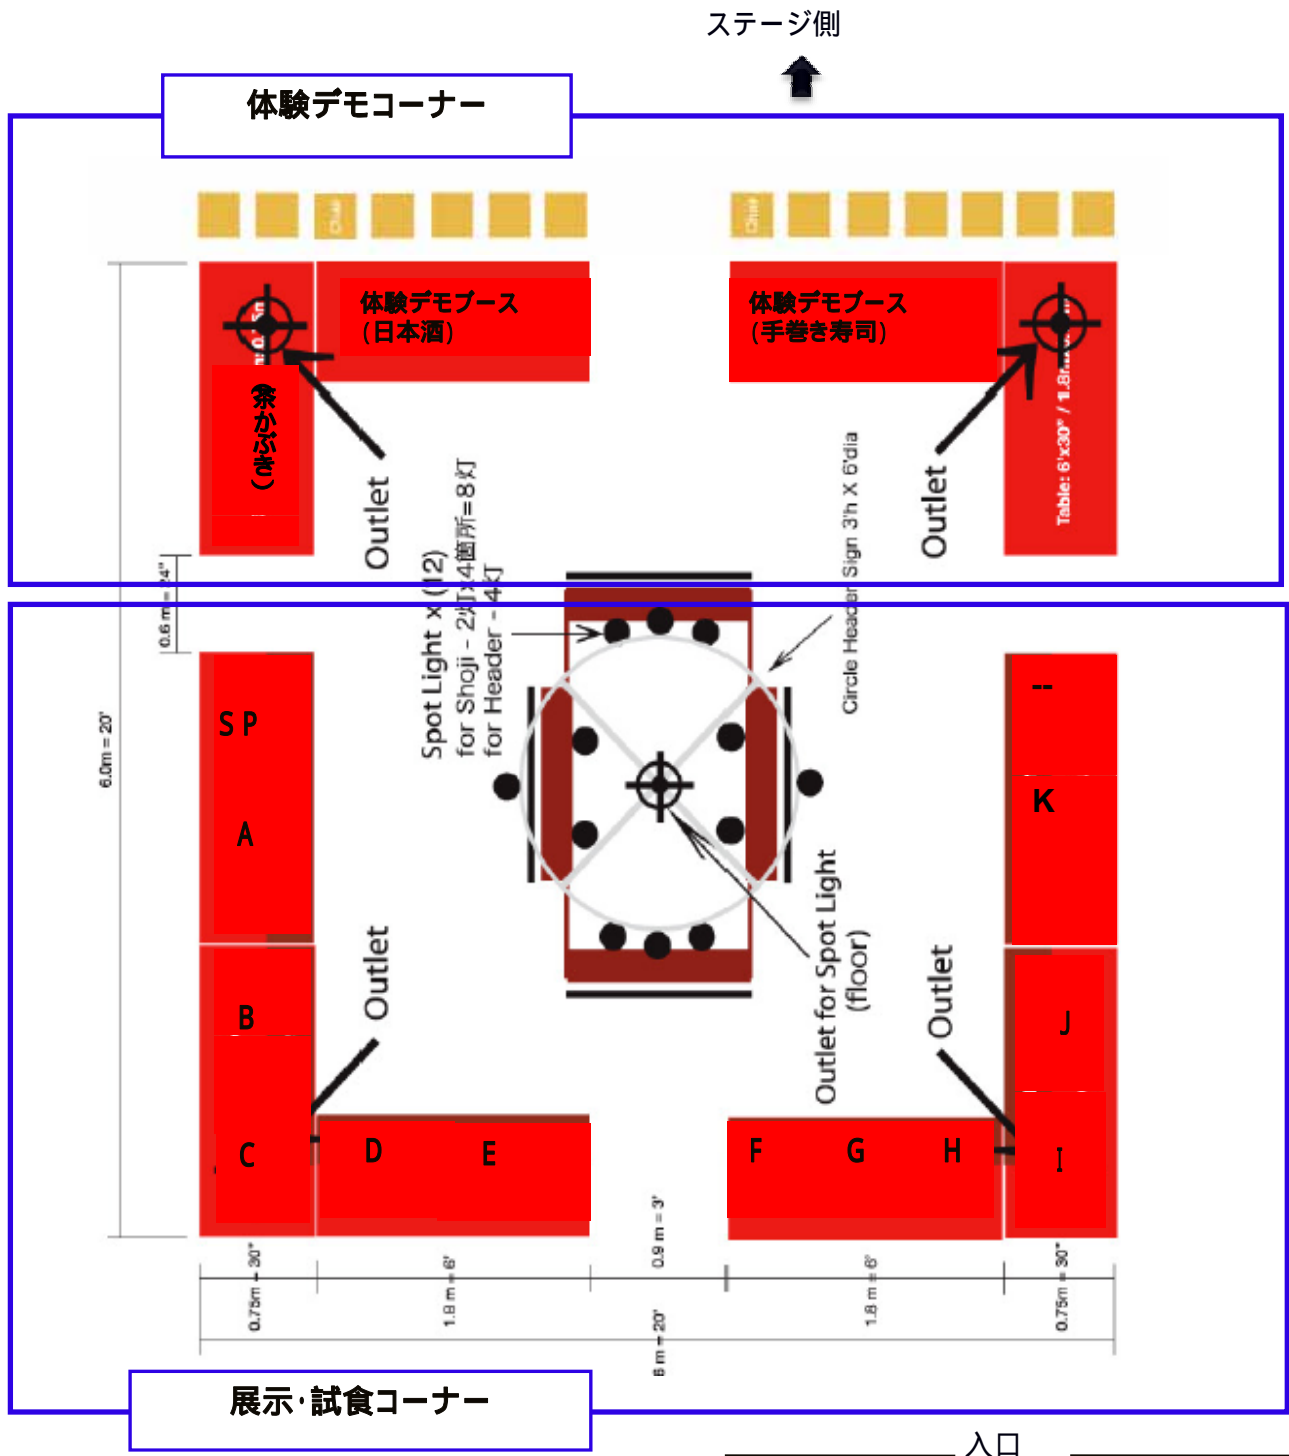 ステージ側
体験デモコーナー
Chair
Chair
体験デモブース
(日本酒)
体験デモブース
(手巻き寿司)
(茶かぶき)
Table: 6'x30" / 1.8m
Outlet
Outlet
Spot Light x (12)
for Shoji - 2灯x4箇所=8灯
for Header - 4灯
Circle Header Sign 3'h X 6'dia
0.6 m = 24"
6.0m = 20'
SP
A
B
C
D
E
F
G
H
I
J
K
--
Outlet
Outlet
Outlet for Spot Light
(floor)
0.75m = 30"
1.8 m = 6'
0.9 m = 3'
1.8 m = 6'
0.75m = 30"
6 m = 20'
展示・試食コーナー
入口